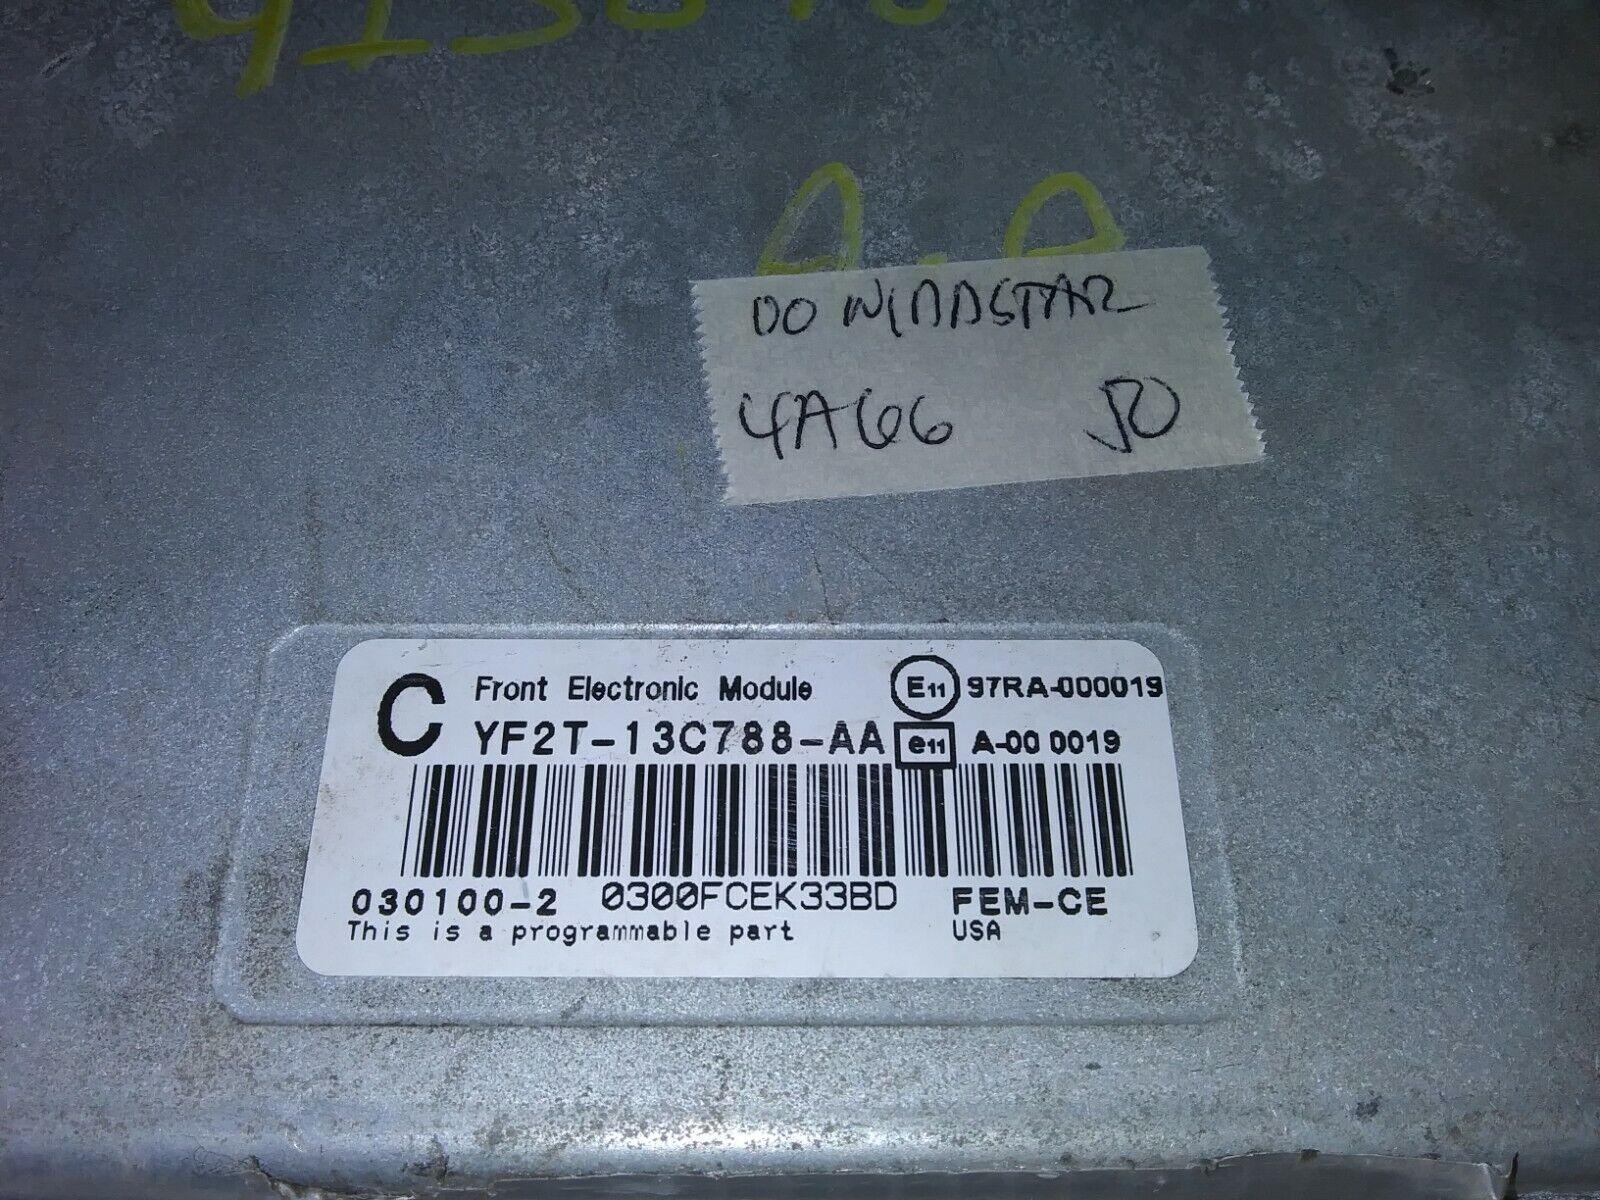 00 WINDSTAR
4A66 50
C Front Electronic Module E11 97RA-000019
YF2T-13C788-AA e11 A-00 0019
030100-2 0300FCEK33BD FEM-CE
This is a programmable part USA